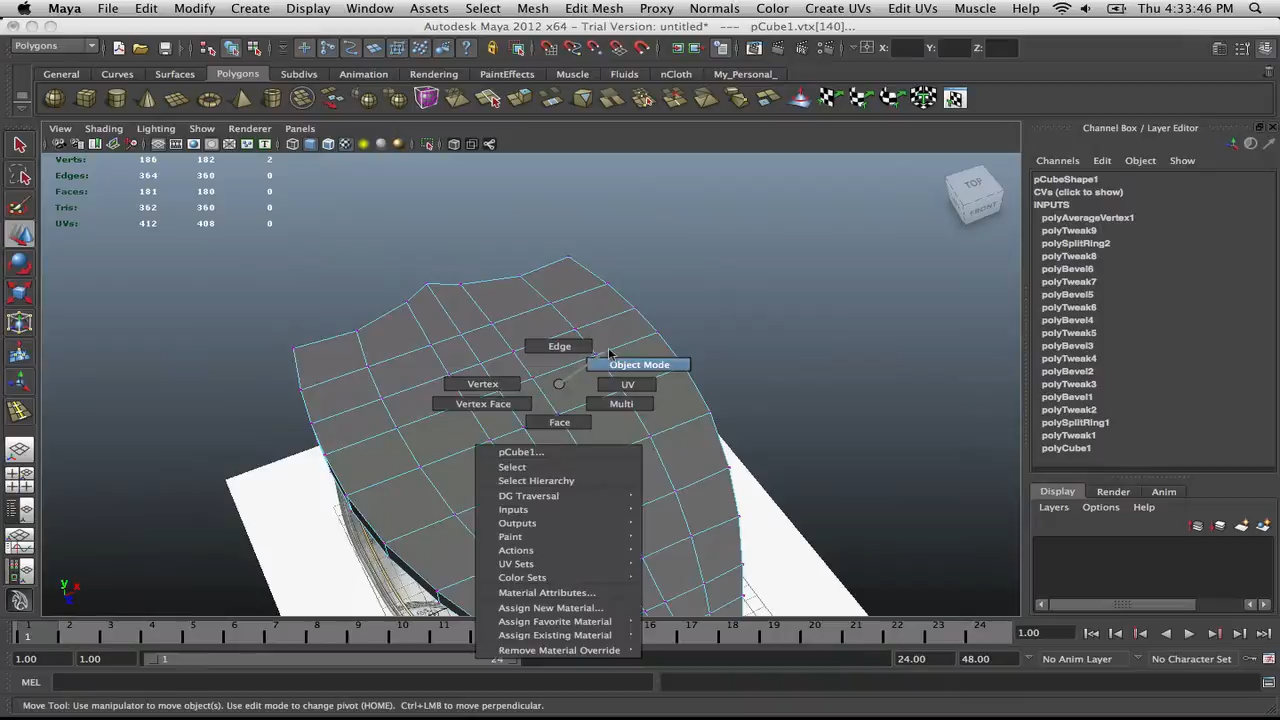 Maya File Edit Modify Create Display Window Assets Select Mesh Edit Mesh Proxy Normals Color Create UVs Edit UVs Muscle Help Thu 4:33:46 PM
Autodesk Maya 2012 x64 - Trial Version: untitled* --- pCube1.vtx[140]...
Polygons X: Y: Z:
General Curves Surfaces Polygons Subdivs Animation Rendering PaintEffects Muscle Fluids nCloth My_Personal_
View Shading Lighting Show Renderer Panels
Channel Box / Layer Editor
Channels Edit Object Show
Verts: 186 182 2
Edges: 364 360 0
Faces: 181 180 0
Tris: 362 360 0
UVs: 412 408 0
TOP
FRONT
pCubeShape1
CVs (click to show)
INPUTS
polyAverageVertex1
polyTweak9
polySplitRing2
polyTweak8
polyBevel6
polyTweak7
polyBevel5
polyTweak6
polyBevel4
polyTweak5
polyBevel3
polyTweak4
polyBevel2
polyTweak3
polyBevel1
polyTweak2
polySplitRing1
polyTweak1
polyCube1
Edge
Object Mode
Vertex
UV
Vertex Face
Multi
Face
pCube1...
Select
Select Hierarchy
DG Traversal
Inputs
Outputs
Paint
Actions
UV Sets
Color Sets
Material Attributes...
Assign New Material...
Assign Favorite Material
Assign Existing Material
Remove Material Override
Display Render Anim
Layers Options Help
y
x
1 2 3 4 5 6 7 8 9 10 11 15 16 17 18 19 20 21 22 23 24
1
1.00
1.00 1.00 1 24 24.00 48.00 No Anim Layer No Character Set
MEL
Move Tool: Use manipulator to move object(s). Use edit mode to change pivot (HOME). Ctrl+LMB to move perpendicular.